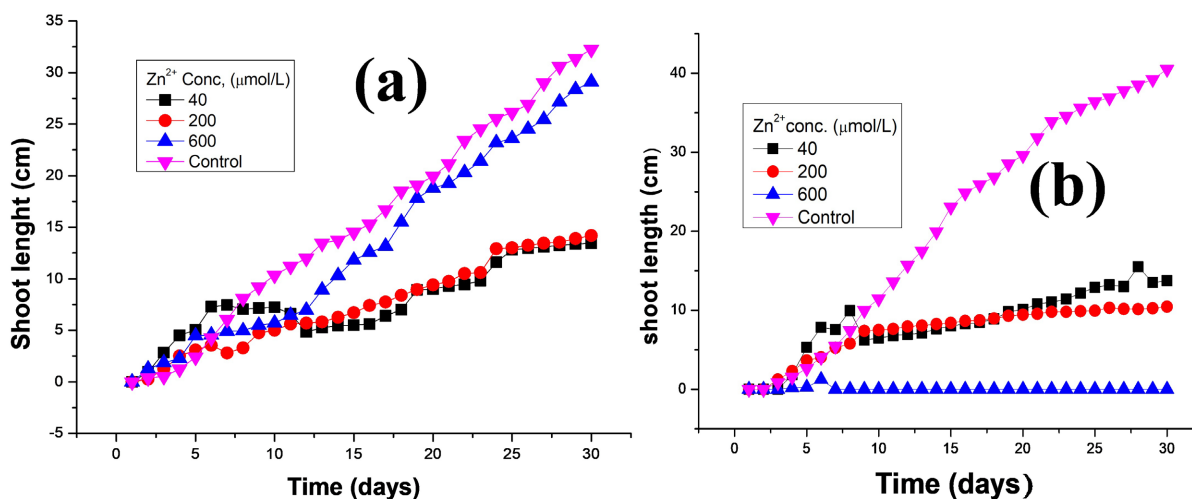 (a)
Zn2+ Conc, (μmol/L)
40
200
600
Control
Shoot lenght (cm)
35
30
25
20
15
10
5
0
-5
0 5 10 15 20 25 30
Time (days)
(b)
Zn2+conc. (μmol/L)
40
200
600
Control
shoot length (cm)
40
30
20
10
0
0 5 10 15 20 25 30
Time (days)